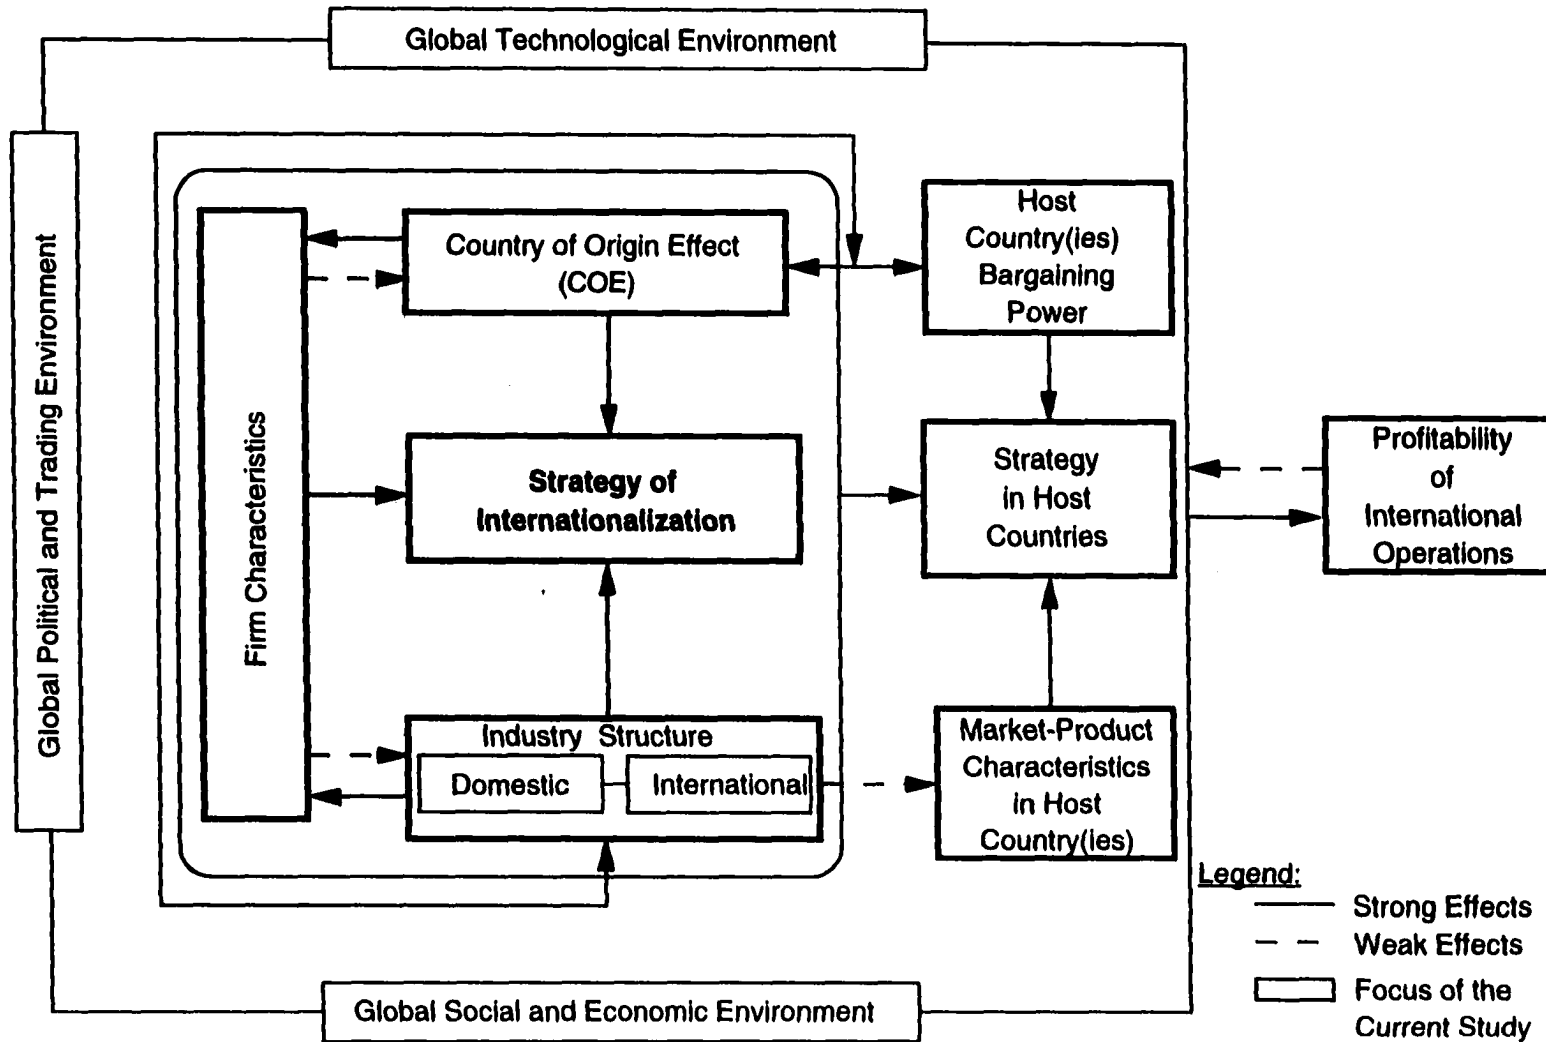 Global Technological Environment
Global Political and Trading Environment
Firm Characteristics
Country of Origin Effect
(COE)
Host
Country(ies)
Bargaining
Power
Strategy of
Internationalization
Strategy
in Host
Countries
Profitability
of
International
Operations
Industry Structure
Domestic
International
Market-Product
Characteristics
in Host
Country(ies)
Global Social and Economic Environment
Legend:
Strong Effects
Weak Effects
Focus of the
Current Study